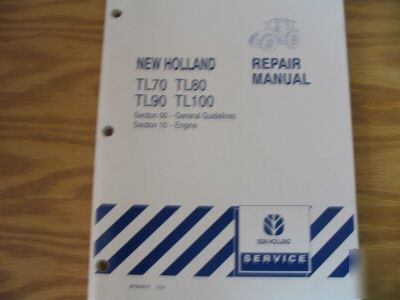 NEW HOLLAND
TL70 TL80
TL90 TL100
Section 00 - General Guidelines
Section 10 - Engine
REPAIR
MANUAL
NEW HOLLAND
SERVICE